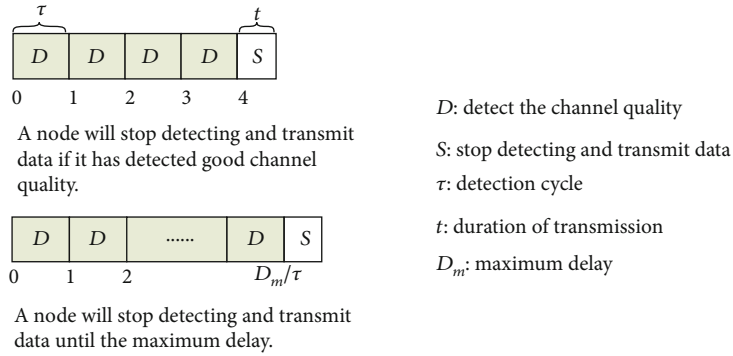 τ t
D D D D S
0 1 2 3 4
A node will stop detecting and transmit
data if it has detected good channel
quality.
D D ...... D S
0 1 2 D_m/τ
A node will stop detecting and transmit
data until the maximum delay.
D: detect the channel quality
S: stop detecting and transmit data
τ: detection cycle
t: duration of transmission
D_m: maximum delay